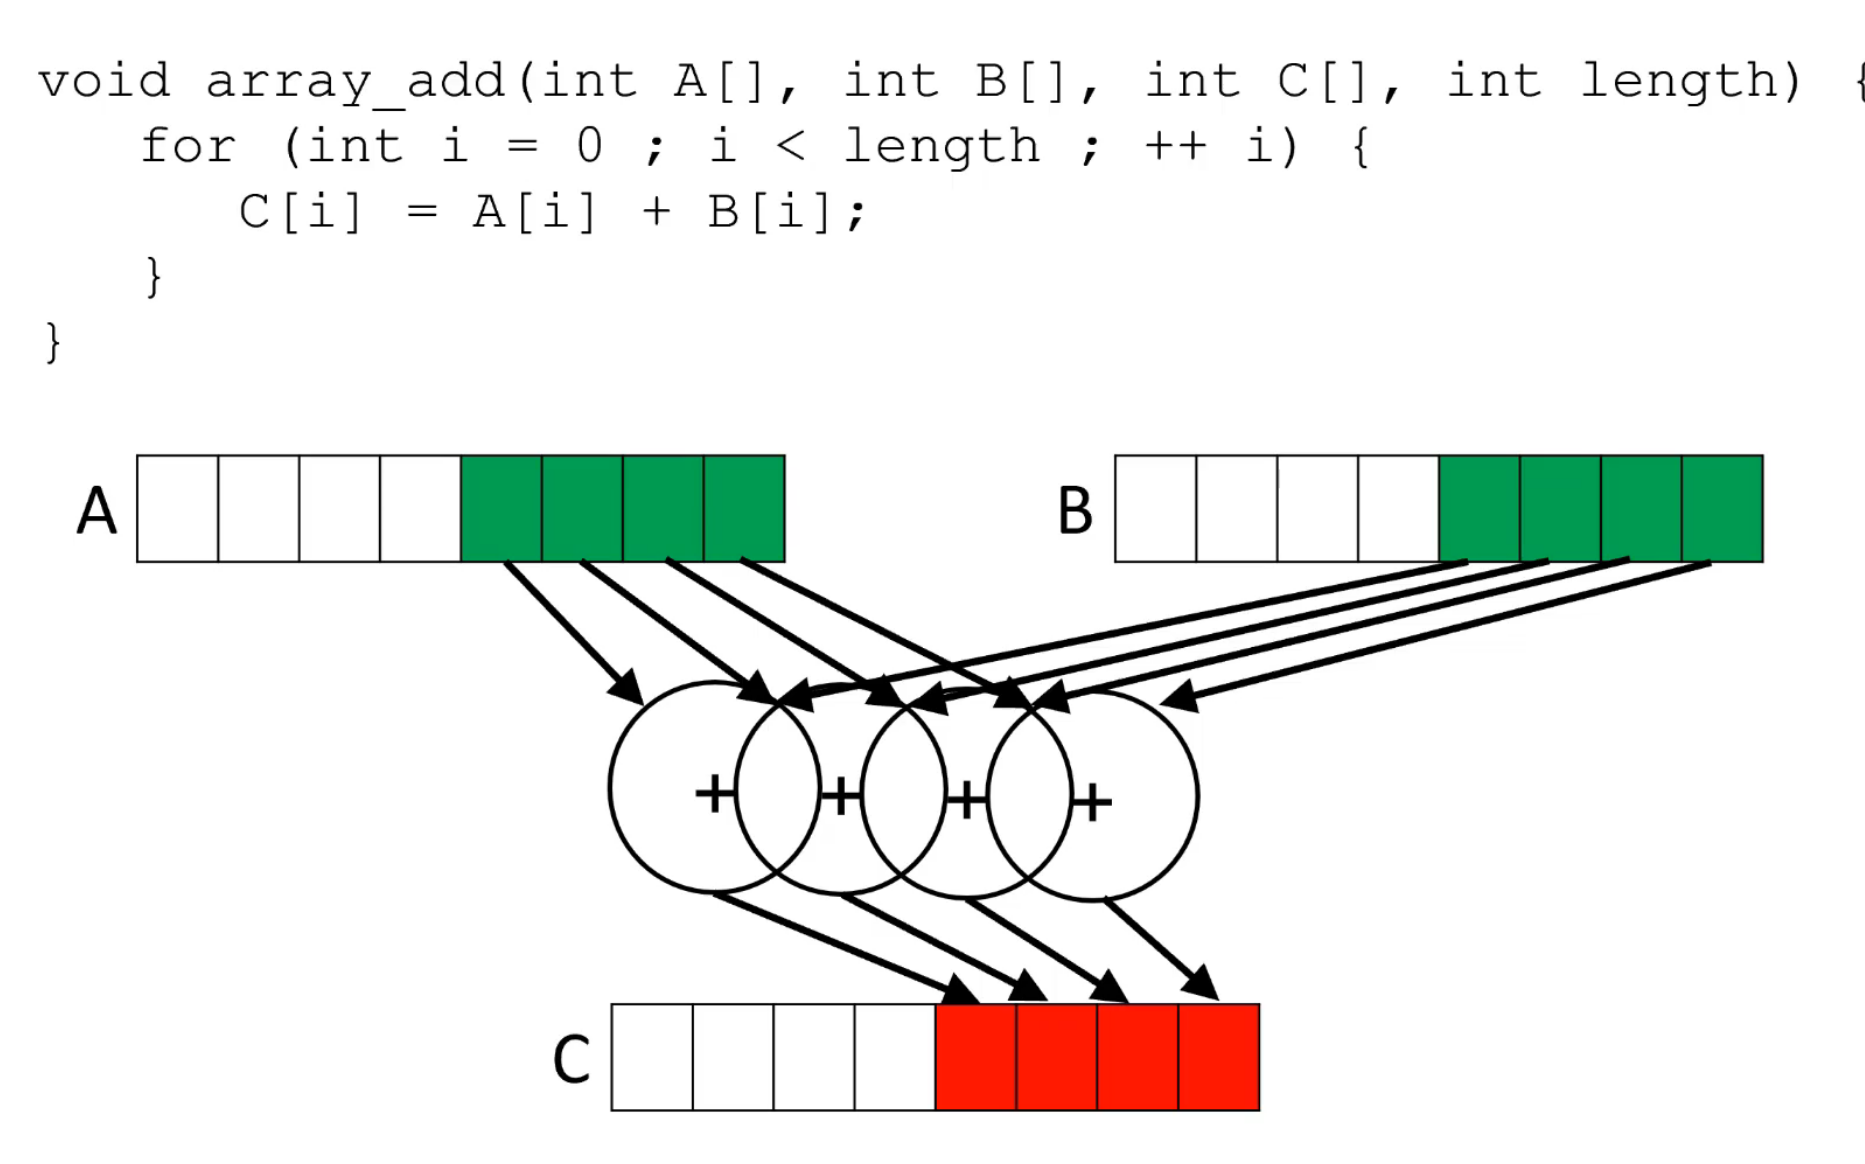 void array_add(int A[], int B[], int C[], int length) {
for (int i = 0 ; i < length ; ++ i) {
C[i] = A[i] + B[i];
}
}
A
B
+ + + +
C